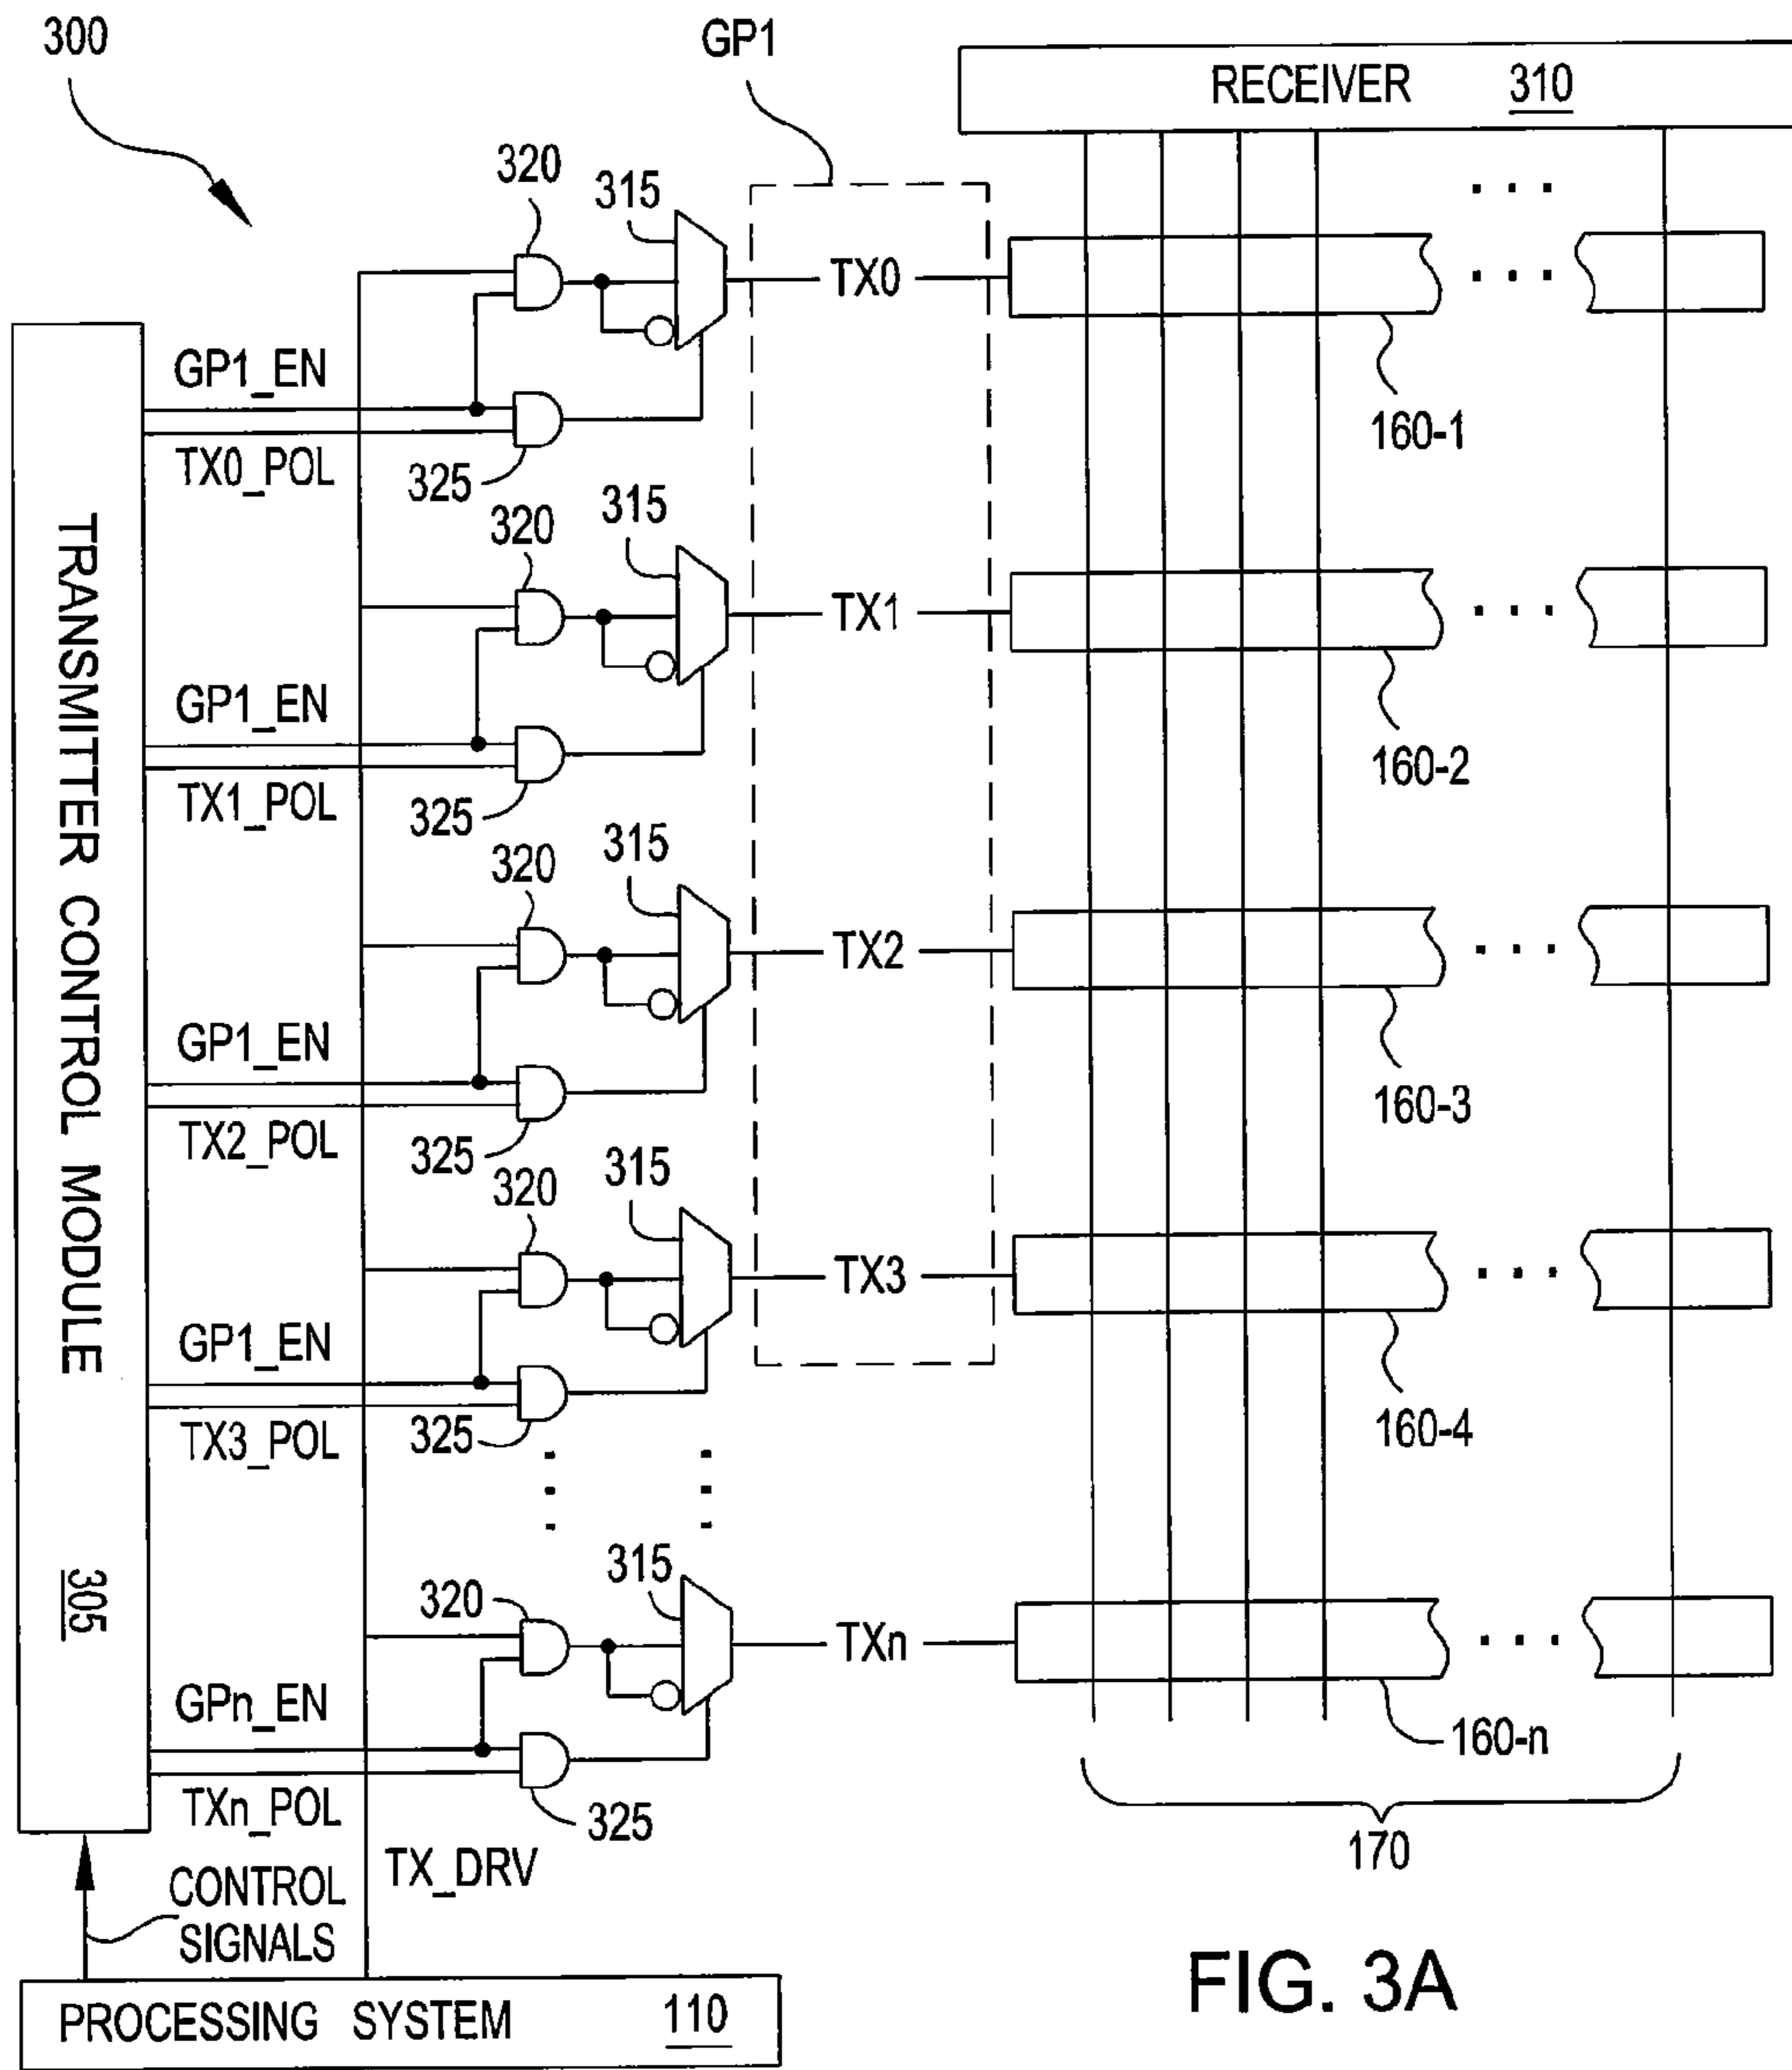 300
GP1
RECEIVER 310
320
315
TX0
GP1_EN
160-1
TX0_POL
325
320
315
TX1
GP1_EN
160-2
TX1_POL
325
320
315
TX2
GP1_EN
160-3
TX2_POL
325
320
315
TX3
GP1_EN
160-4
TX3_POL
325
TRANSMITTER CONTROL MODULE 305
320
315
TXn
GPn_EN
160-n
TXn_POL
325
170
TX_DRV
CONTROL
SIGNALS
PROCESSING SYSTEM 110
FIG. 3A